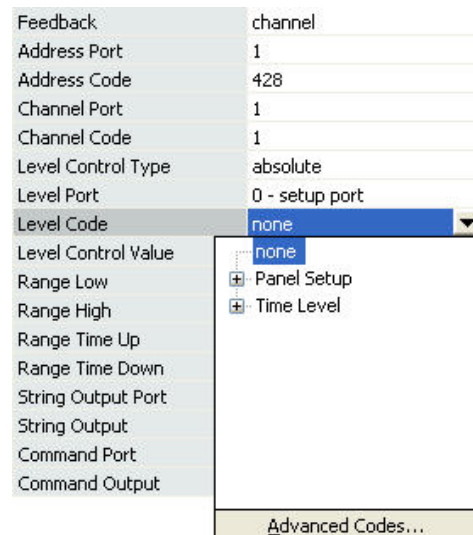 Feedback channel
Address Port 1
Address Code 428
Channel Port 1
Channel Code 1
Level Control Type absolute
Level Port 0 - setup port
Level Code none
Level Control Value none
Range Low Panel Setup
Range High Time Level
Range Time Up
Range Time Down
String Output Port
String Output
Command Port
Command Output
Advanced Codes...